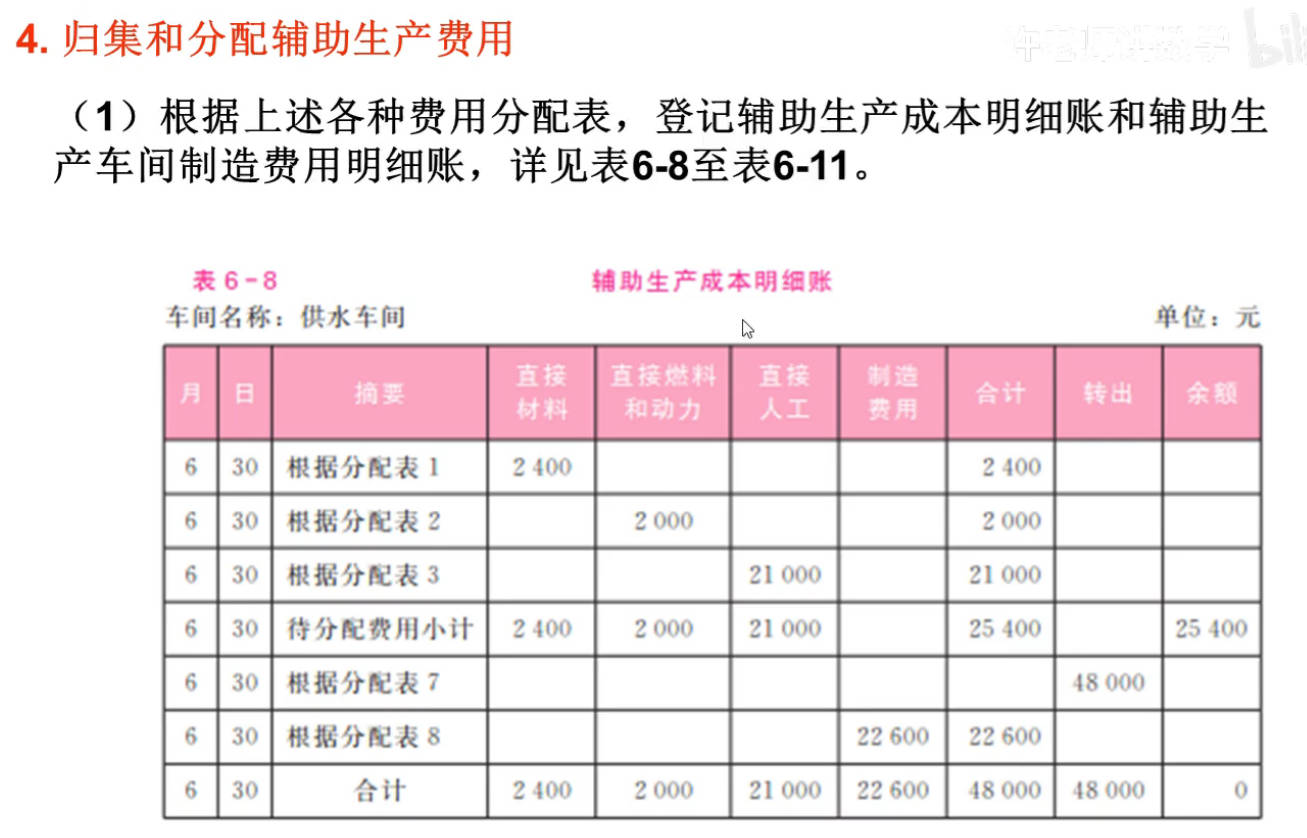 4. 归集和分配辅助生产费用
（1）根据上述各种费用分配表，登记辅助生产成本明细账和辅助生
产车间制造费用明细账，详见表6-8至表6-11。
表 6-8 辅助生产成本明细账
车间名称：供水车间 单位：元
月 日 摘要 直接材料 直接燃料和动力 直接人工 制造费用 合计 转出 余额
6 30 根据分配表 1 2 400 2 400
6 30 根据分配表 2 2 000 2 000
6 30 根据分配表 3 21 000 21 000
6 30 待分配费用小计 2 400 2 000 21 000 25 400 25 400
6 30 根据分配表 7 48 000
6 30 根据分配表 8 22 600 22 600
6 30 合计 2 400 2 000 21 000 22 600 48 000 48 000 0